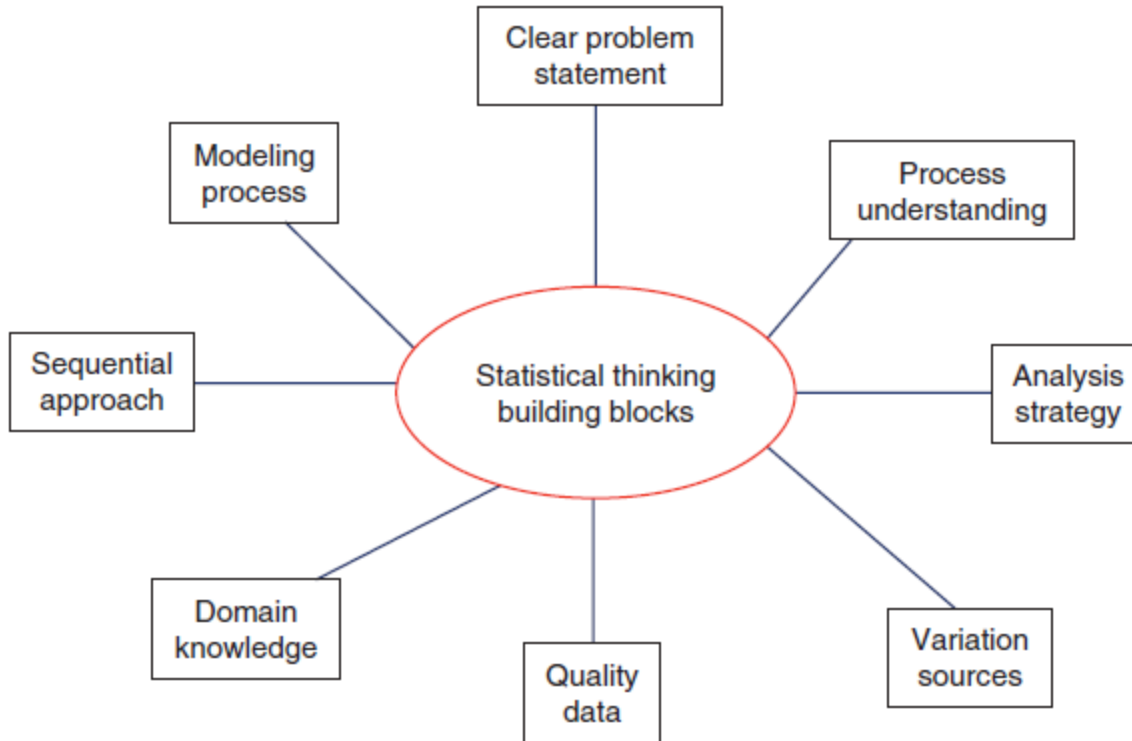 Clear problem
statement
Modeling
process
Process
understanding
Sequential
approach
Statistical thinking
building blocks
Analysis
strategy
Domain
knowledge
Quality
data
Variation
sources